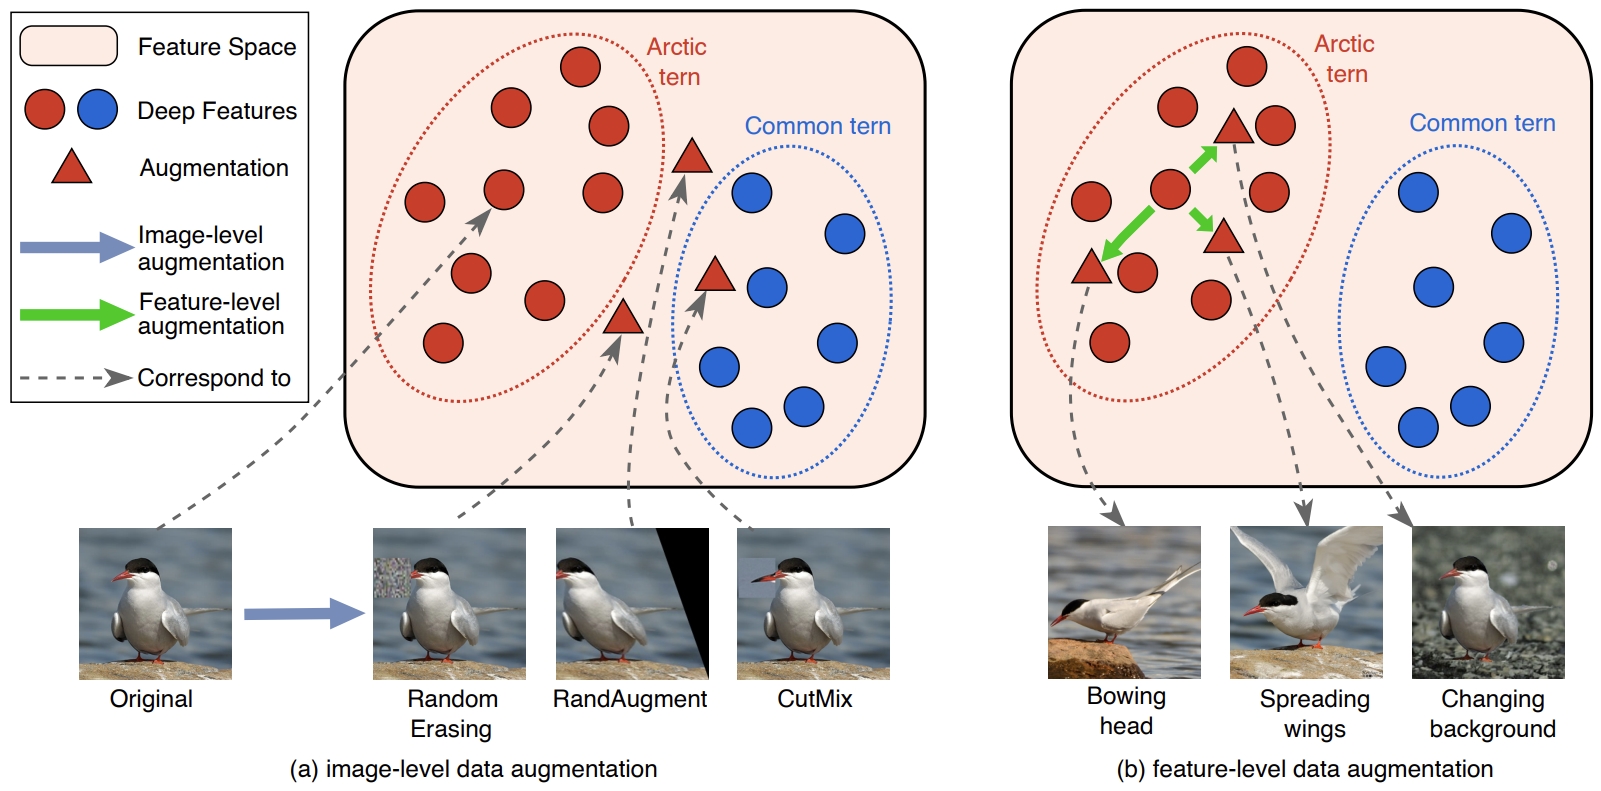 Feature Space
Deep Features
Augmentation
Image-level
augmentation
Feature-level
augmentation
Correspond to
Arctic
tern
Common tern
Original
Random
Erasing
RandAugment
CutMix
(a) image-level data augmentation
Arctic
tern
Common tern
Bowing
head
Spreading
wings
Changing
background
(b) feature-level data augmentation